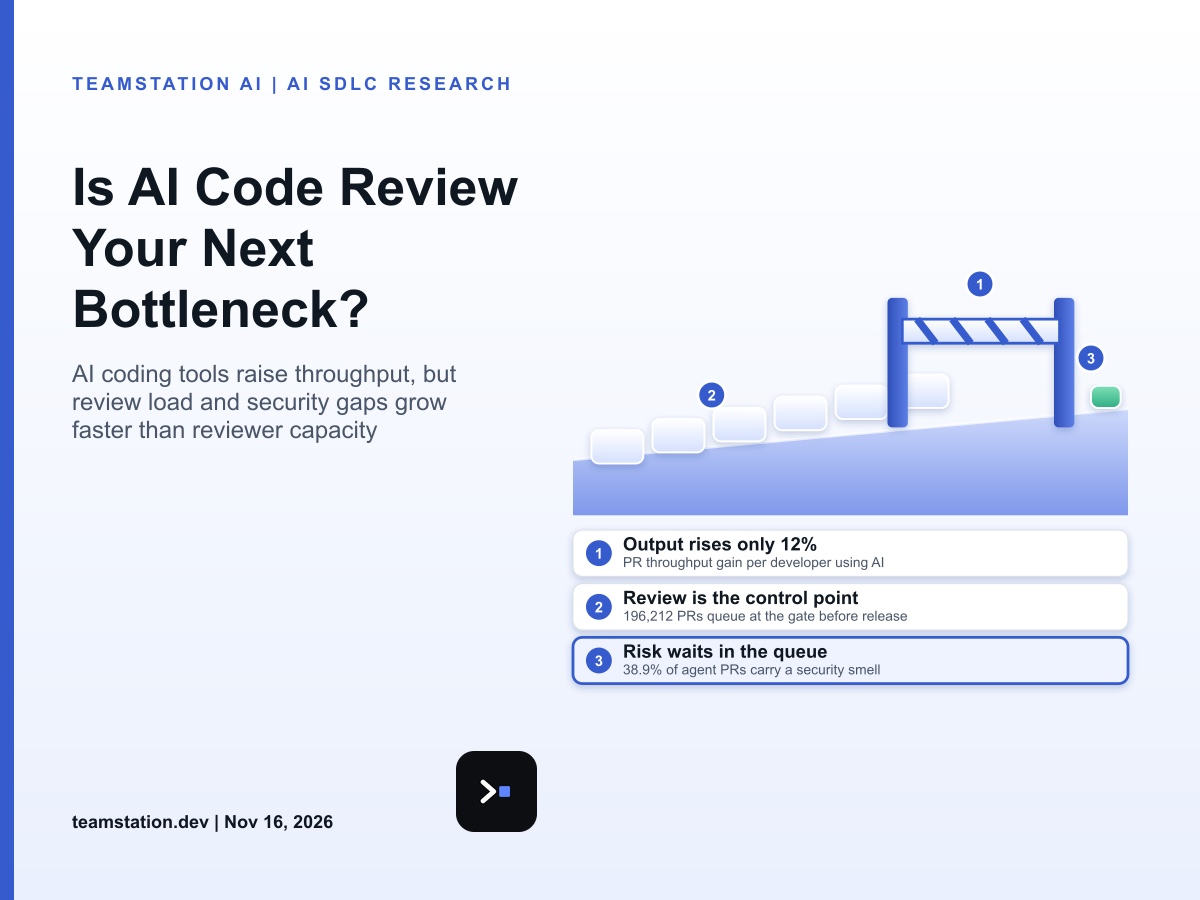 TEAMSTATION AI | AI SDLC RESEARCH
Is AI Code Review
Your Next
Bottleneck?
AI coding tools raise throughput, but
review load and security gaps grow
faster than reviewer capacity
1
3
2
1
Output rises only 12%
PR throughput gain per developer using AI
2
Review is the control point
196,212 PRs queue at the gate before release
3
Risk waits in the queue
38.9% of agent PRs carry a security smell
teamstation.dev | Nov 16, 2026